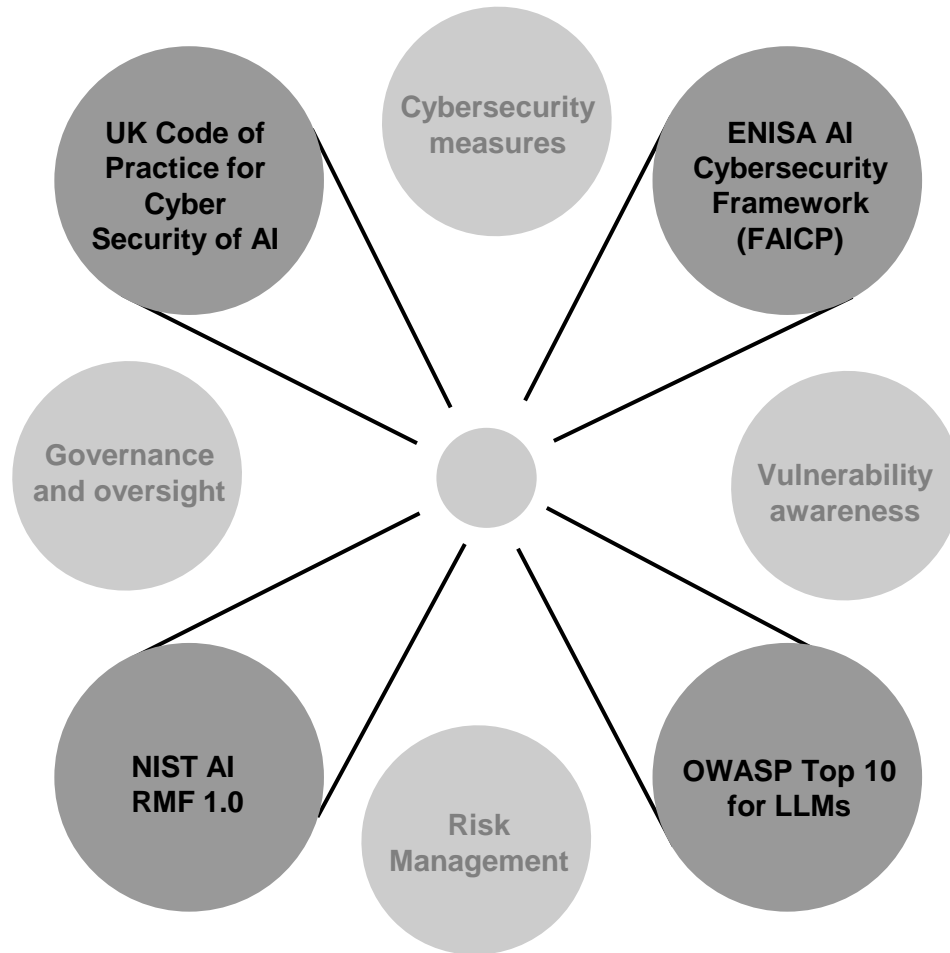 UK Code of
Practice for
Cyber
Security of AI
Cybersecurity
measures
ENISA AI
Cybersecurity
Framework
(FAICP)
Governance
and oversight
Vulnerability
awareness
NIST AI
RMF 1.0
Risk
Management
OWASP Top 10
for LLMs